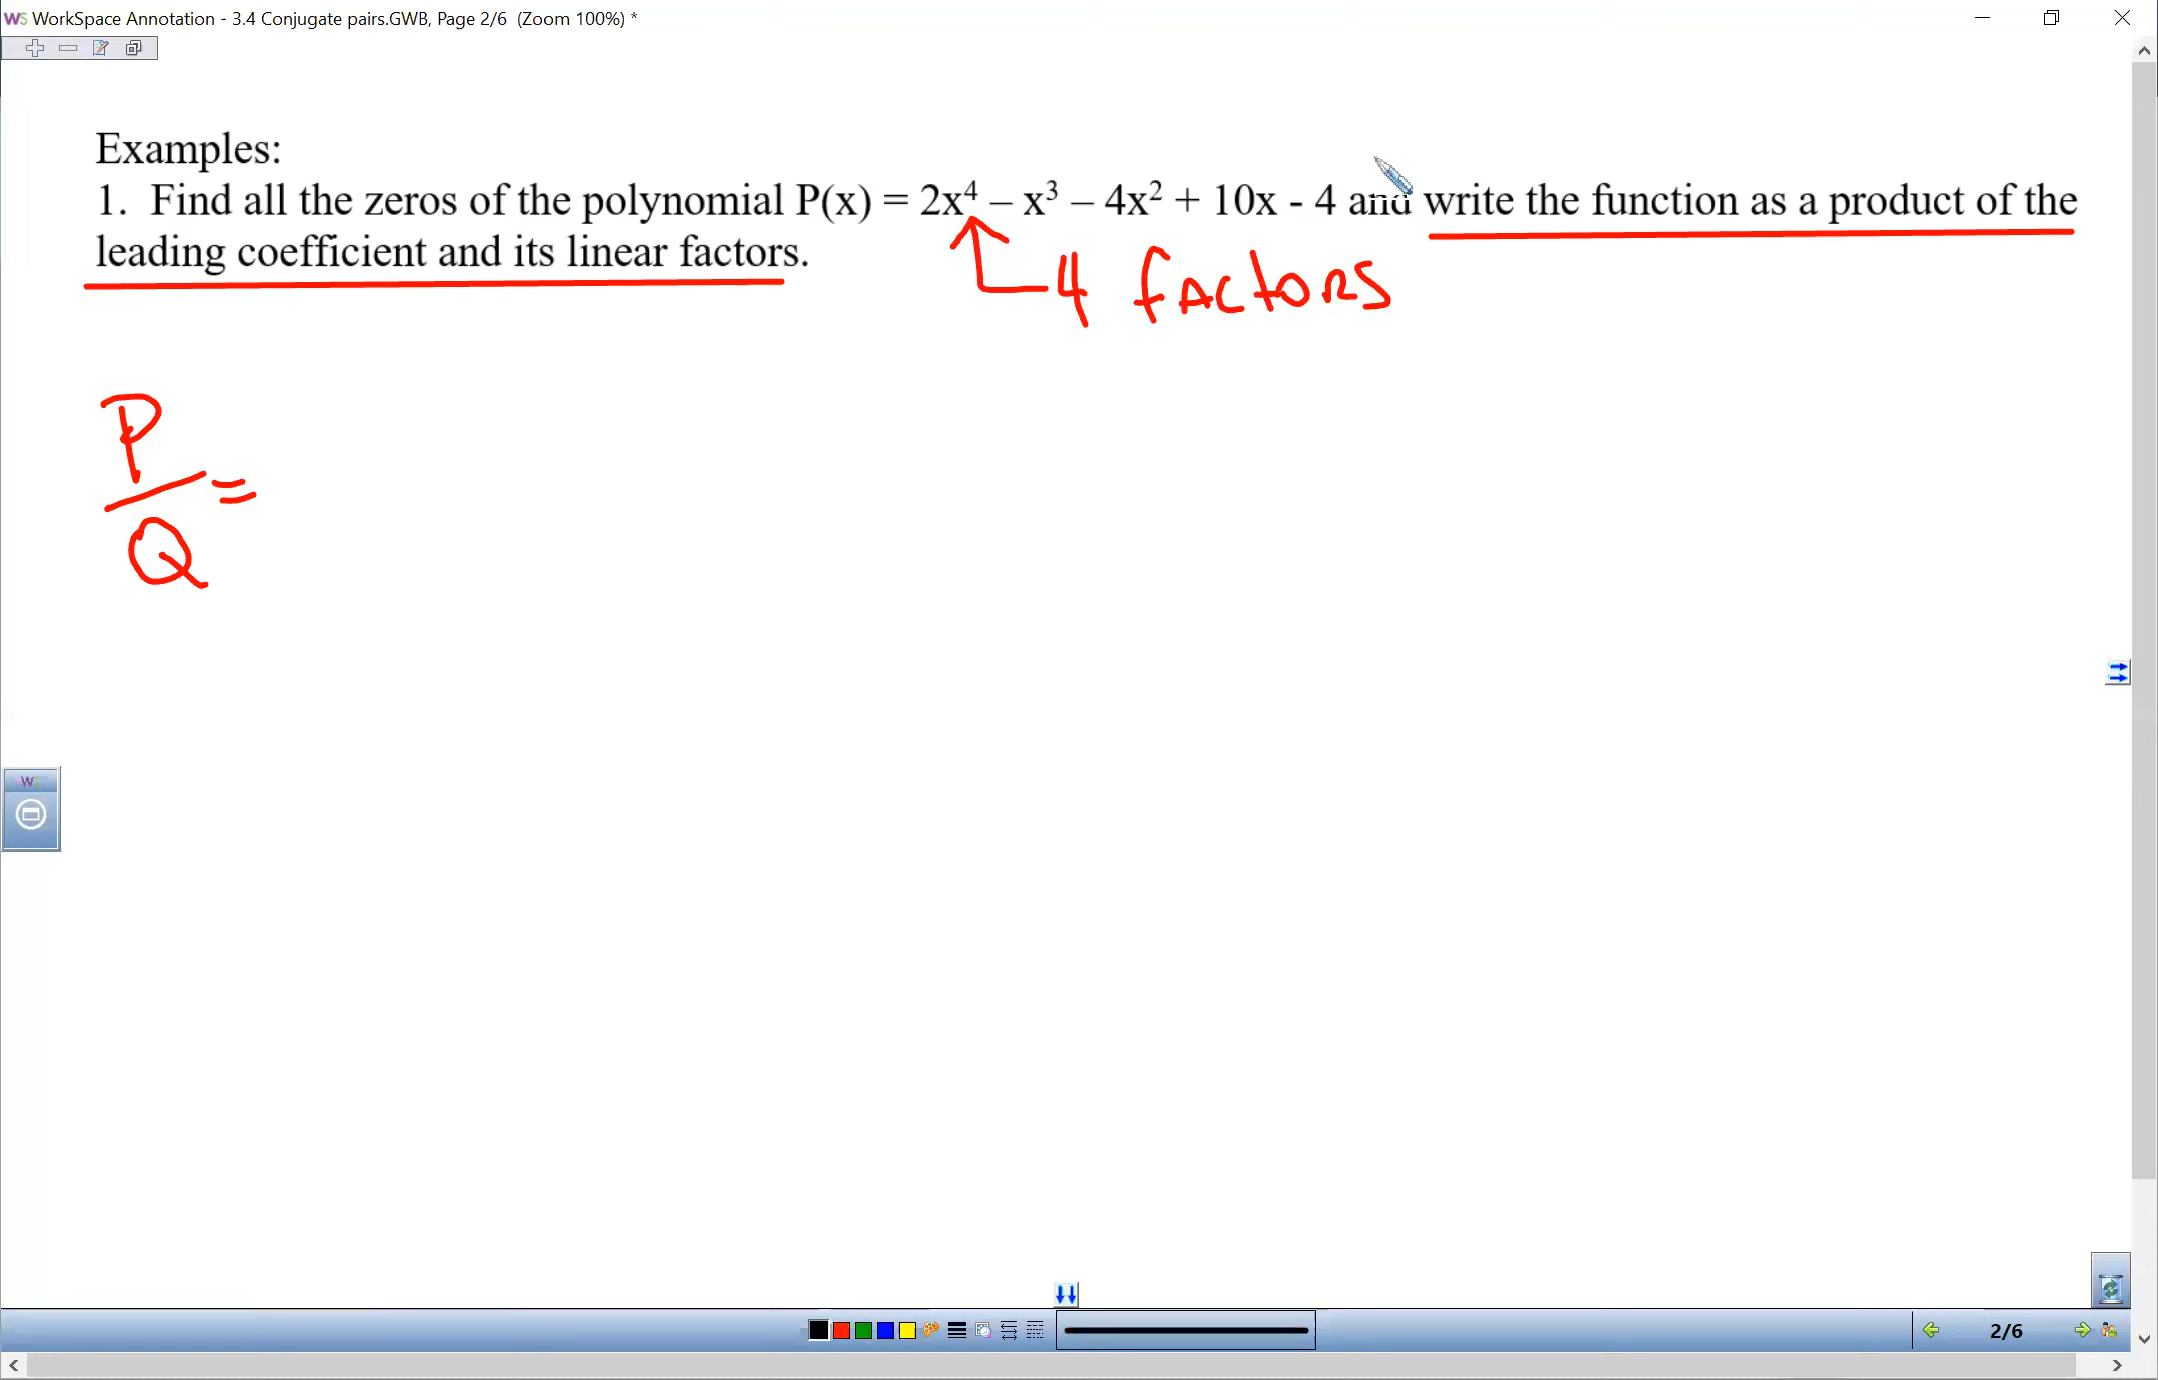 WS WorkSpace Annotation - 3.4 Conjugate pairs.GWB, Page 2/6 (Zoom 100%) *
Examples:
1. Find all the zeros of the polynomial P(x) = 2x⁴ – x³ – 4x² + 10x - 4 and write the function as a product of the
leading coefficient and its linear factors.
4 factors
P
=
Q
W
2/6